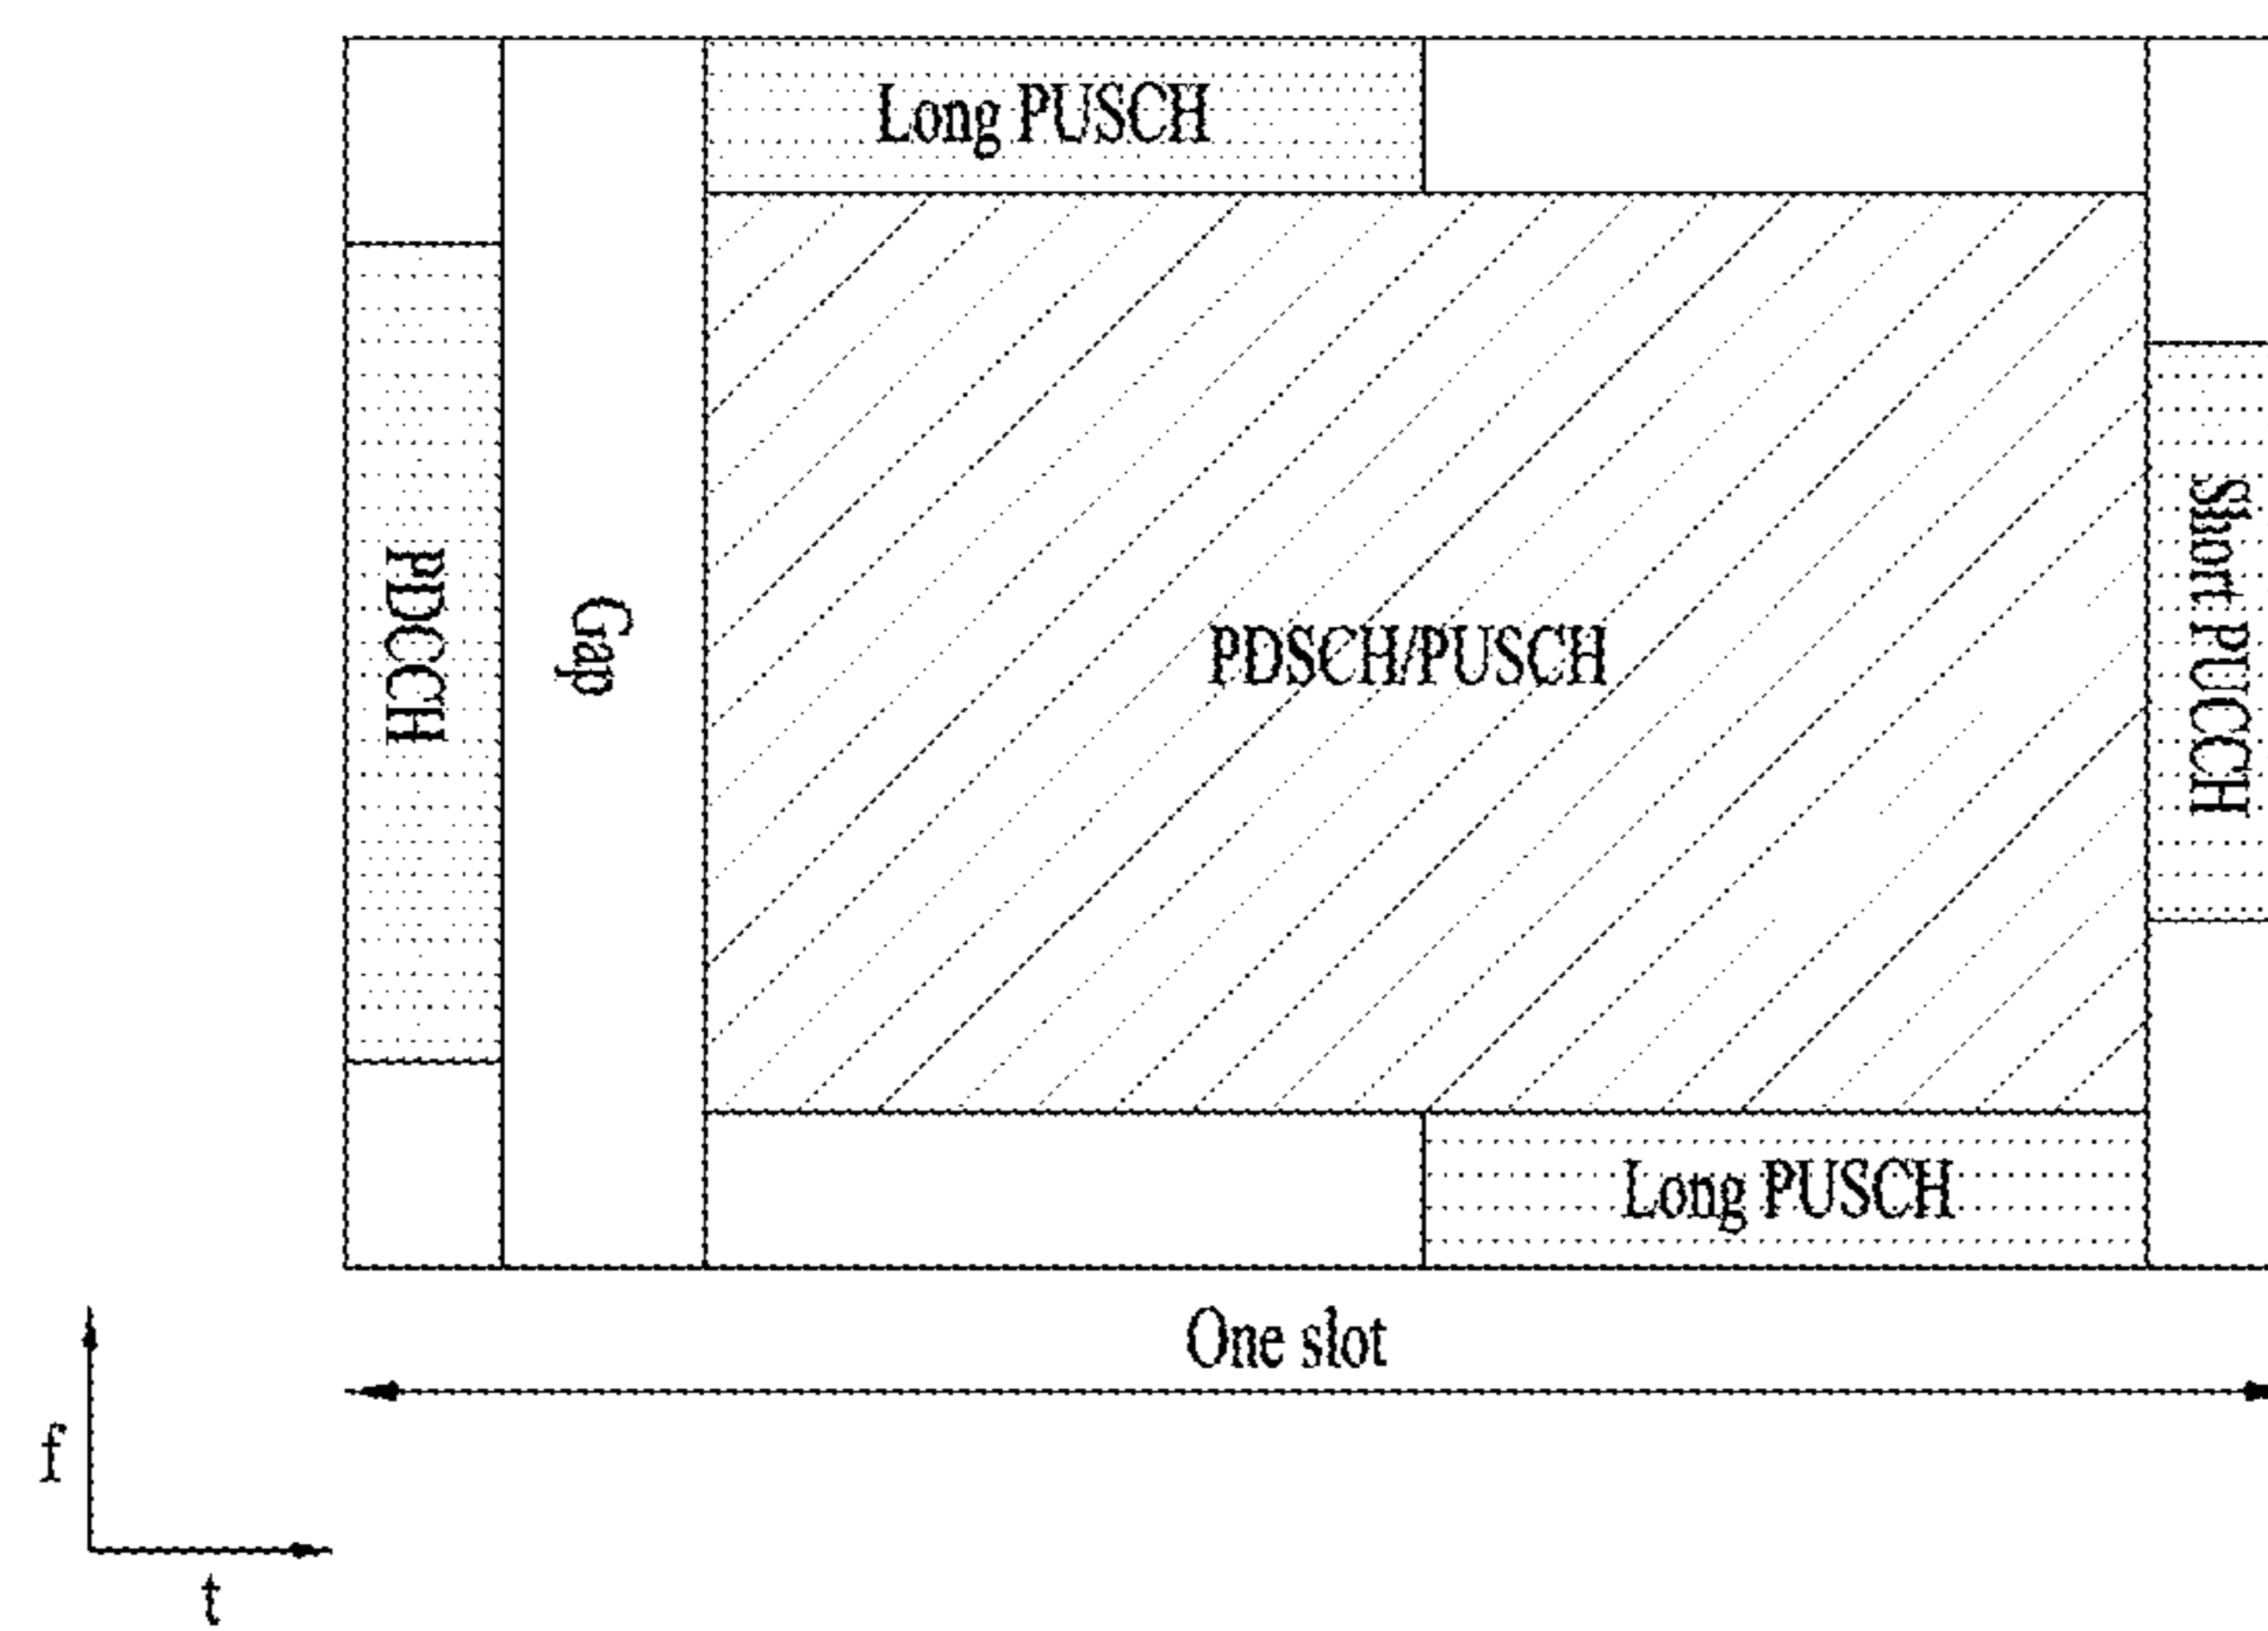 Long PUSCH
PDCCH
Gap
PDSCH/PUSCH
Short PUCCH
Long PUSCH
One slot
f
t